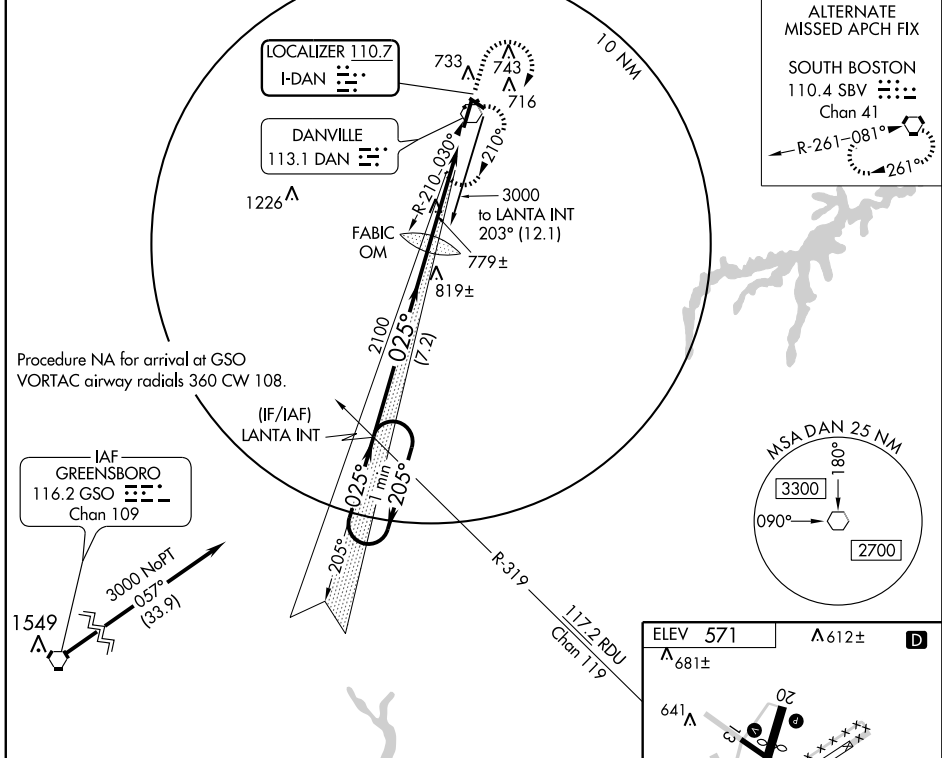 LOCALIZER 110.7
I-DAN
DANVILLE
113.1 DAN
733
743
716
10 NM
ALTERNATE
MISSED APCH FIX
SOUTH BOSTON
110.4 SBV
Chan 41
R-261-081°
261°
1226
R-210-030°
210°
3000
to LANTA INT
203° (12.1)
FABIC
OM
779±
819±
2100
025°
(7.2)
Procedure NA for arrival at GSO
VORTAC airway radials 360 CW 108.
(IF/IAF)
LANTA INT
IAF
GREENSBORO
116.2 GSO
Chan 109
025°
1 min
205°
205°
3000 NoPT
057°
(33.9)
1549
R-319
117.2 RDU
Chan 119
MSA DAN 25 NM
180°
3300
090°
2700
ELEV 571
612±
D
681±
641
20
13
V
P